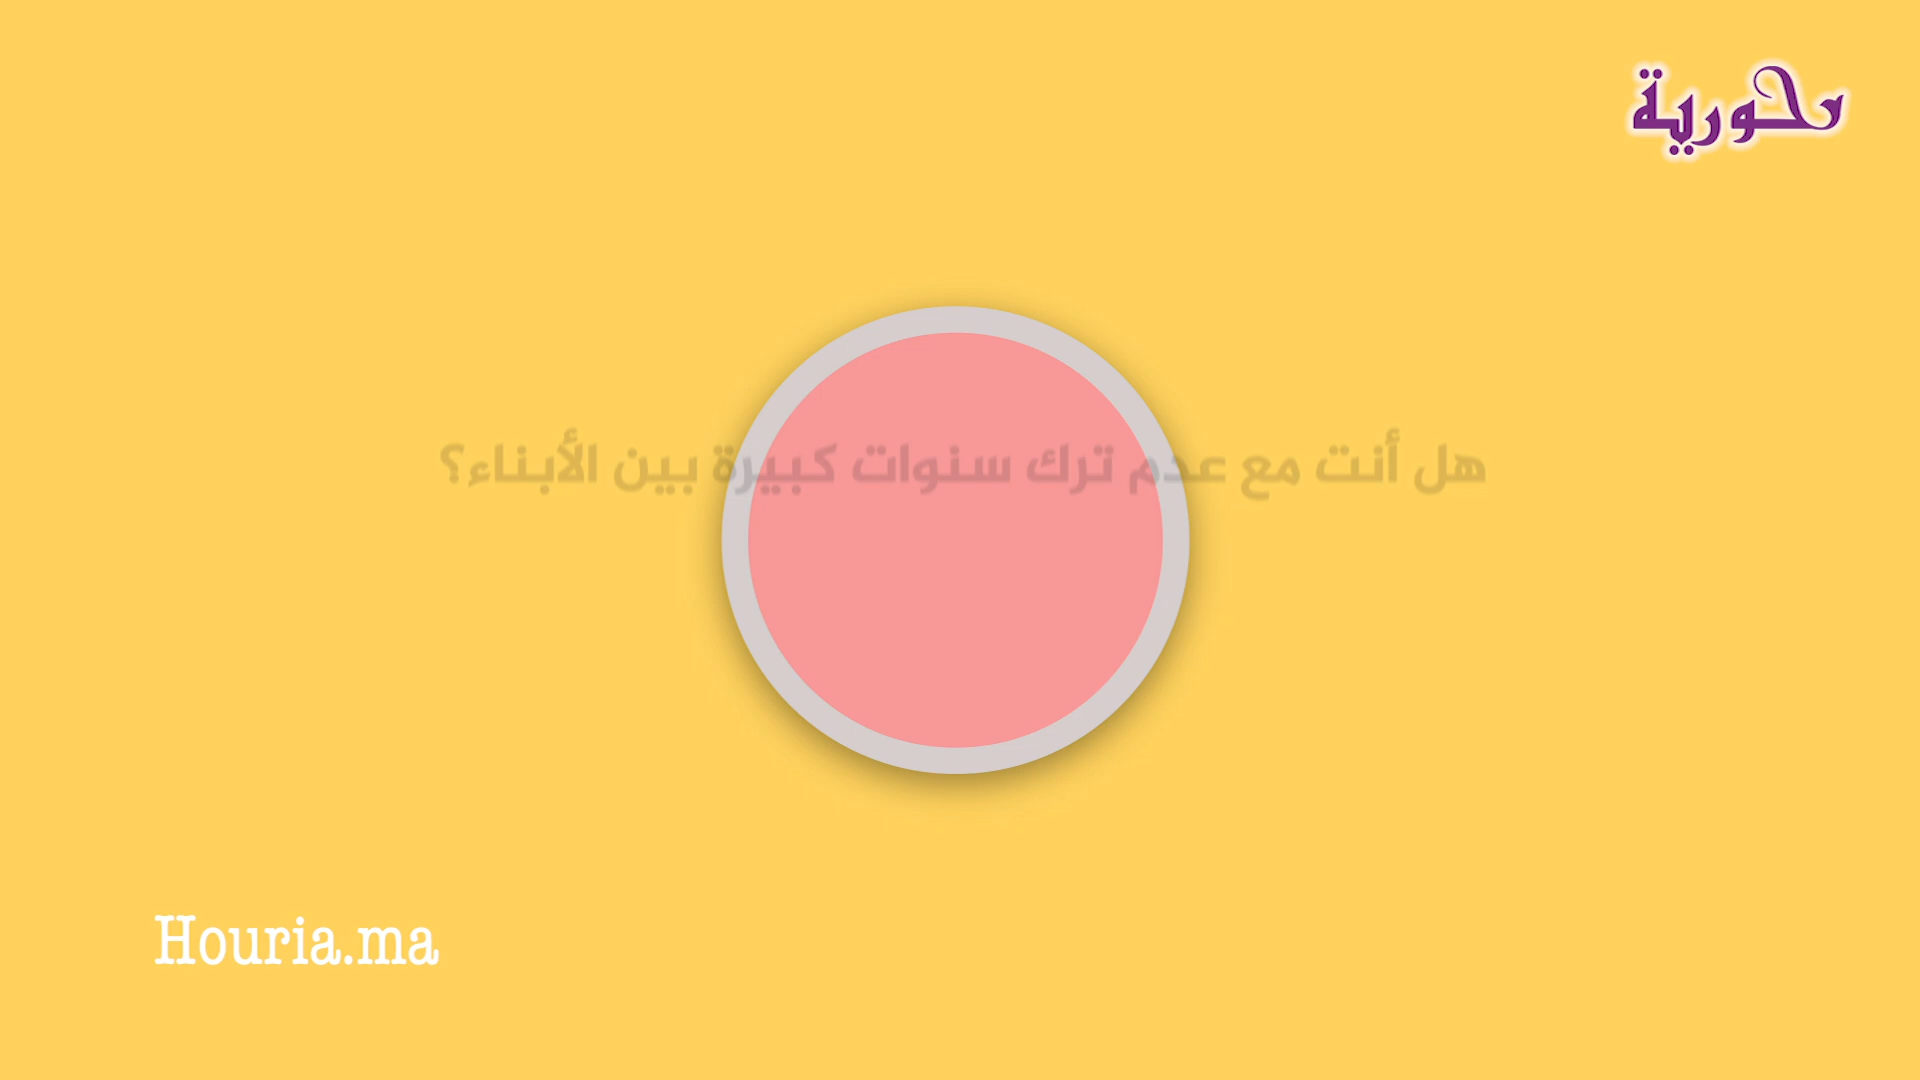 حورية
هل أنت مع عدم ترك سنوات كبيرة بين الأبناء؟
Houria.ma